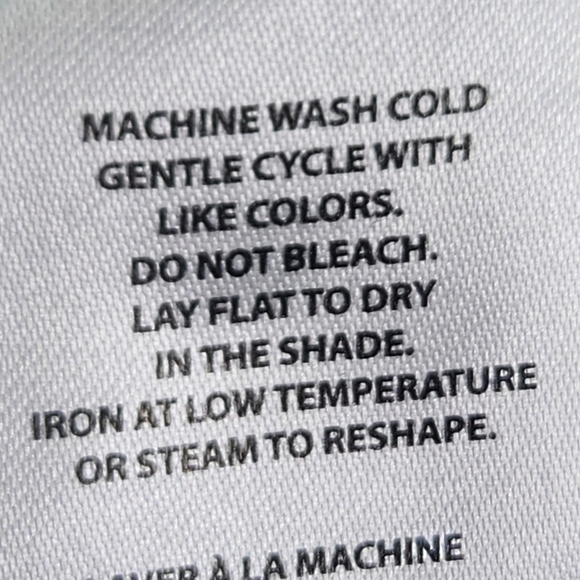 MACHINE WASH COLD
GENTLE CYCLE WITH
LIKE COLORS.
DO NOT BLEACH.
LAY FLAT TO DRY
IN THE SHADE.
IRON AT LOW TEMPERATURE
OR STEAM TO RESHAPE.
À LA MACHINE